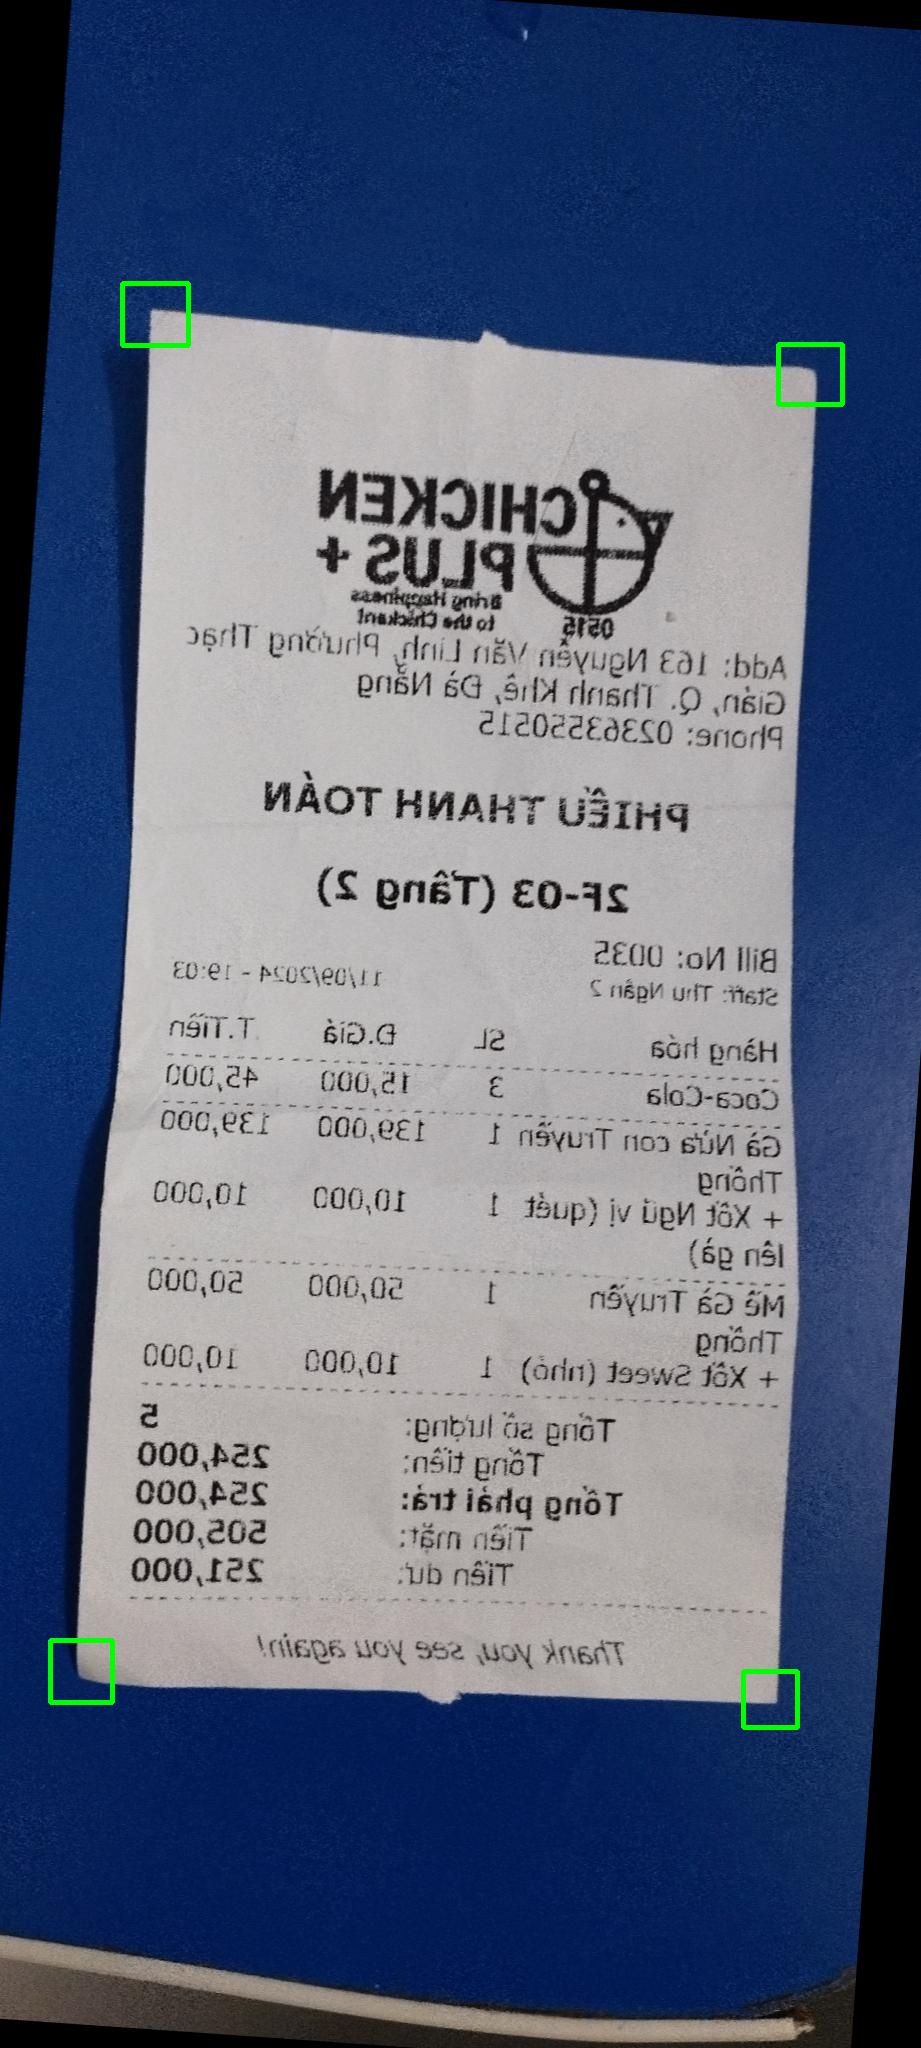 CHICKEN
PLUS +
Bring Happiness
to the Chickant
0515
Add: 163 Nguyễn Văn Linh, Phường Thạc
Gián, Q. Thanh Khê, Đà Nẵng
Phone: 02363550515
PHIẾU THANH TOÁN
2F-03 (Tầng 2)
Bill No: 0035
Staff: Thu Ngân 2 11/09/2024 - 19:03
Hàng hóa SL Đ.Giá T.Tiền
Coca-Cola 3 15,000 45,000
Gà Nửa con Truyền 1 139,000 139,000
Thống
+ Xốt Ngũ vị (quét 1 10,000 10,000
lên gà)
Mề Gà Truyền 1 50,000 50,000
Thống
+ Xốt Sweet (nhỏ) 1 10,000 10,000
Tổng số lượng: 5
Tổng tiền: 254,000
Tổng phải trả: 254,000
Tiền mặt: 505,000
Tiền dư: 251,000
Thank you, see you again!